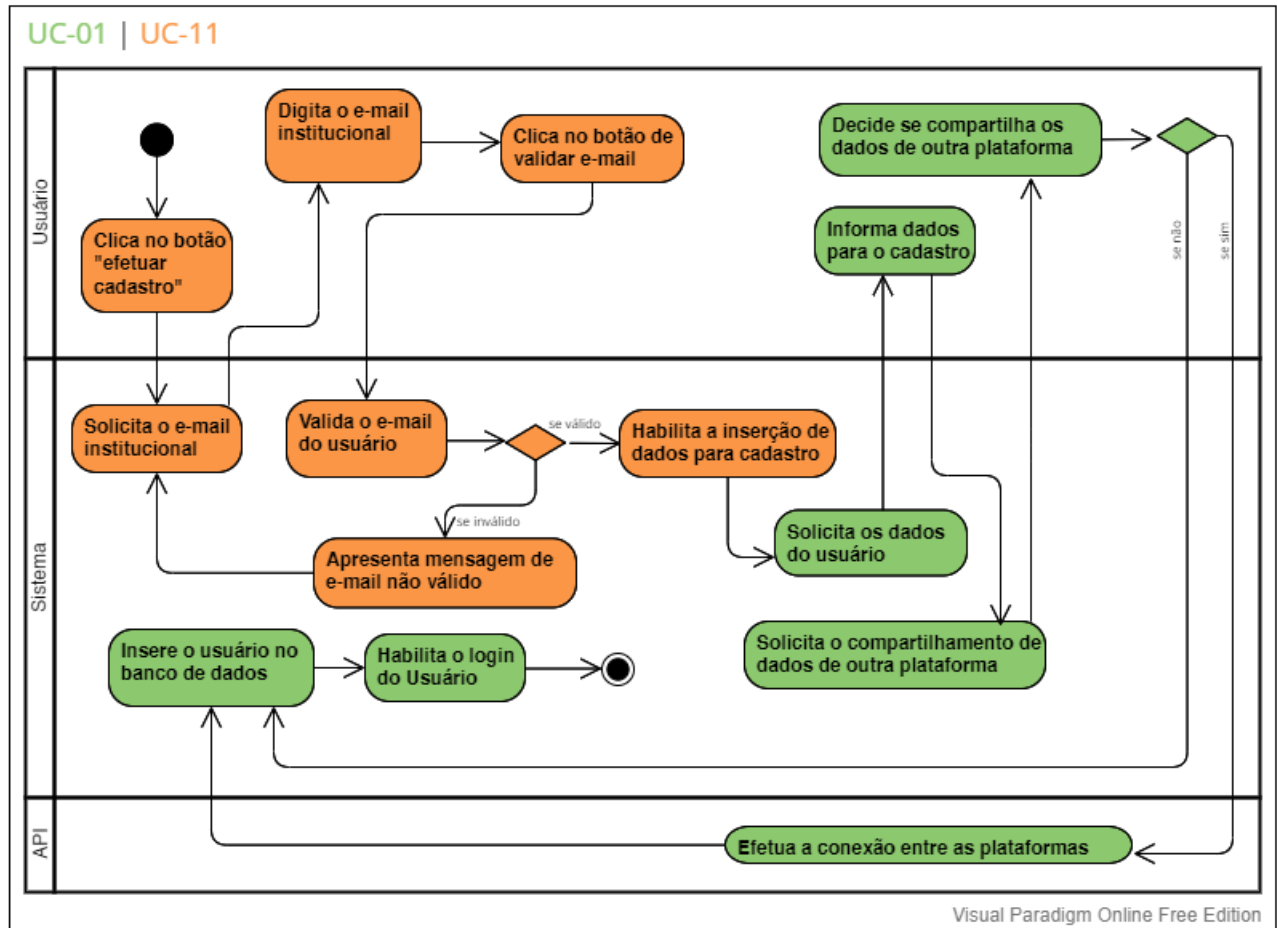 UC-01 | UC-11
Usuário
Clica no botão
"efetuar
cadastro"
Digita o e-mail
institucional
Clica no botão de
validar e-mail
Decide se compartilha os
dados de outra plataforma
Informa dados
para o cadastro
se não
se sim
Sistema
Solicita o e-mail
institucional
Valida o e-mail
do usuário
se válido
Habilita a inserção de
dados para cadastro
se inválido
Apresenta mensagem de
e-mail não válido
Solicita os dados
do usuário
Solicita o compartilhamento de
dados de outra plataforma
Insere o usuário no
banco de dados
Habilita o login
do Usuário
API
Efetua a conexão entre as plataformas
Visual Paradigm Online Free Edition